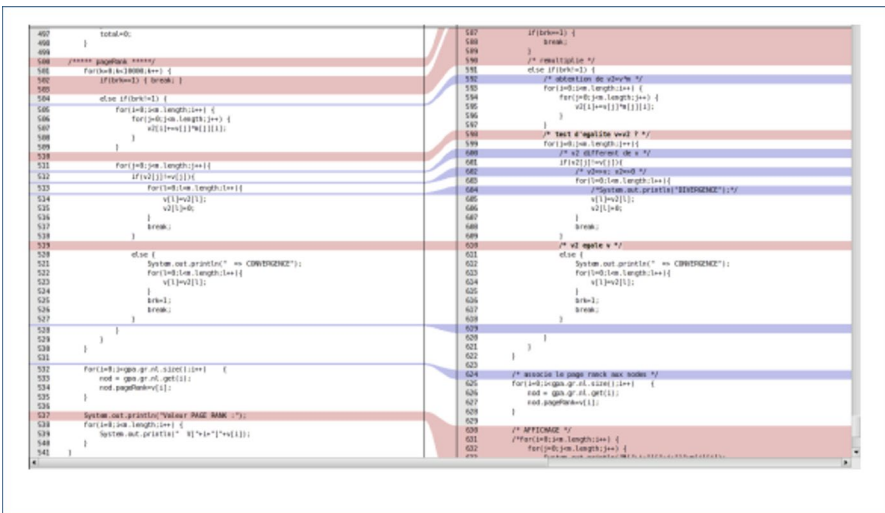 497 total=0;
498 }
499
500 /***** pageRank *****/
501 for(k=0;k<10000;k++) {
502 if(brk==1) { break; }
503
504 else if(brk!=1) {
505 for(i=0;i<m.length;i++) {
506 for(j=0;j<m.length;j++) {
507 v2[i]+=v[j]*m[j][i];
508 }
509 }
510
511 for(j=0;j<m.length;j++){
512 if(v2[j]!=v[j]){
513 for(l=0;l<m.length;l++){
514 v[l]=v2[l];
515 v2[l]=0;
516 }
517 break;
518 }
519
520 else {
521 System.out.println(" => CONVERGENCE");
522 for(l=0;l<m.length;l++){
523 v[l]=v2[l];
524 }
525 brk=1;
526 break;
527 }
528 }
529 }
530 }
531
532 for(i=0;i<gpa.gr.nl.size();i++) {
533 nod = gpa.gr.nl.get(i);
534 nod.pageRank=v[i];
535 }
536
537 System.out.println("Valeur PAGE RANK :");
538 for(i=0;i<m.length;i++) {
539 System.out.println(" V["+i+"]"+v[i]);
540 }
541 }
587 if(brk==1) {
588 break;
589 }
590 /* remultiplie */
591 else if(brk!=1) {
592 /* obtention de v2=v*m */
593 for(i=0;i<m.length;i++) {
594 for(j=0;j<m.length;j++) {
595 v2[i]+=v[j]*m[j][i];
596 }
597 }
598 /* test d'egalite v=v2 ? */
599 for(j=0;j<m.length;j++){
600 /* v2 different de v */
601 if(v2[j]!=v[j]){
602 /* v2=>v; v2=>0 */
603 for(l=0;l<m.length;l++){
604 /*System.out.println("DIVERGENCE");*/
605 v[l]=v2[l];
606 v2[l]=0;
607 }
608 break;
609 }
610 /* v2 egale v */
611 else {
612 System.out.println(" => CONVERGENCE");
613 for(l=0;l<m.length;l++){
614 v[l]=v2[l];
615 }
616 brk=1;
617 break;
618 }
619
620 }
621 }
622 }
623
624 /* associe le page ranck aux nodes */
625 for(i=0;i<gpa.gr.nl.size();i++) {
626 nod = gpa.gr.nl.get(i);
627 nod.pageRank=v[i];
628 }
629
630 /* AFFICHAGE */
631 /*for(i=0;i<m.length;i++) {
632 for(j=0;j<m.length;j++) {